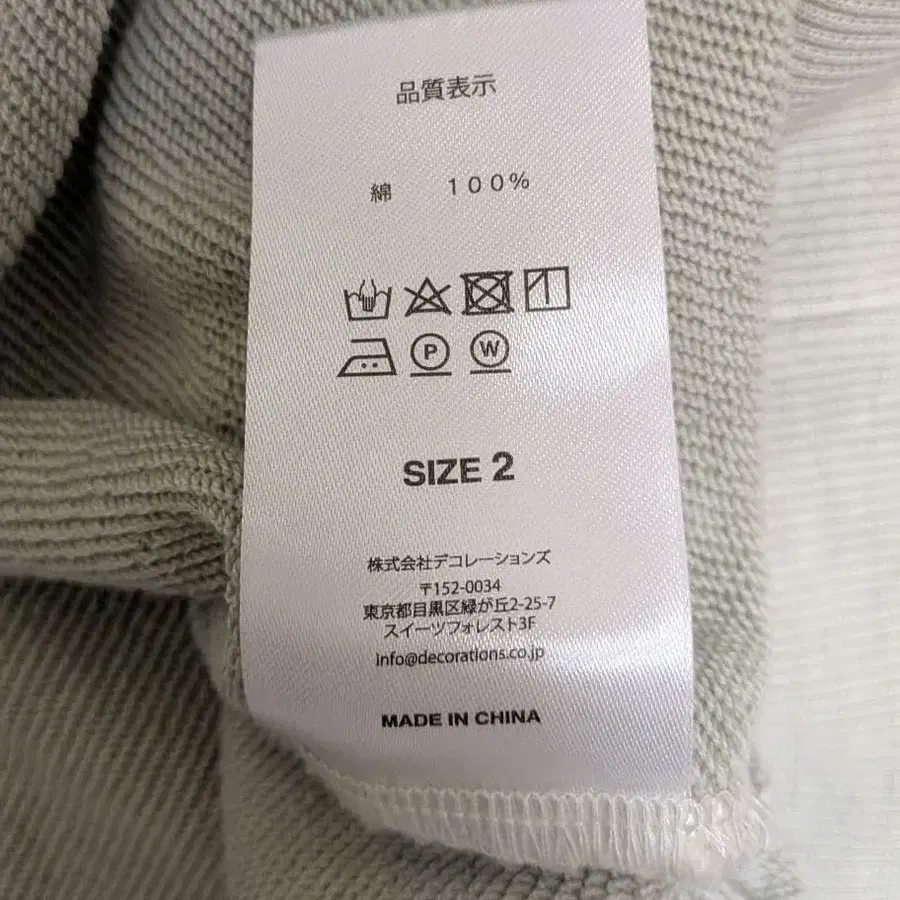 品質表示
綿 100%
P W
SIZE 2
株式会社デコレーションズ
〒152-0034
東京都目黒区緑が丘2-25-7
スイーツフォレスト3F
info@decorations.co.jp
MADE IN CHINA